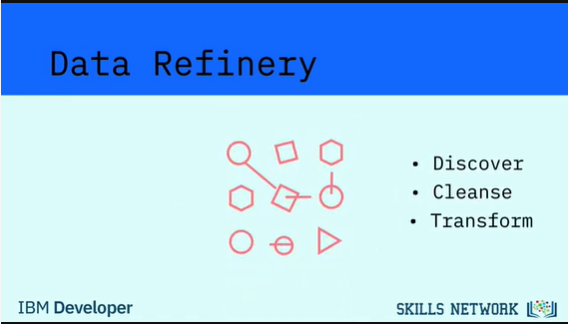 Data Refinery
• Discover
• Cleanse
• Transform
IBM Developer
SKILLS NETWORK